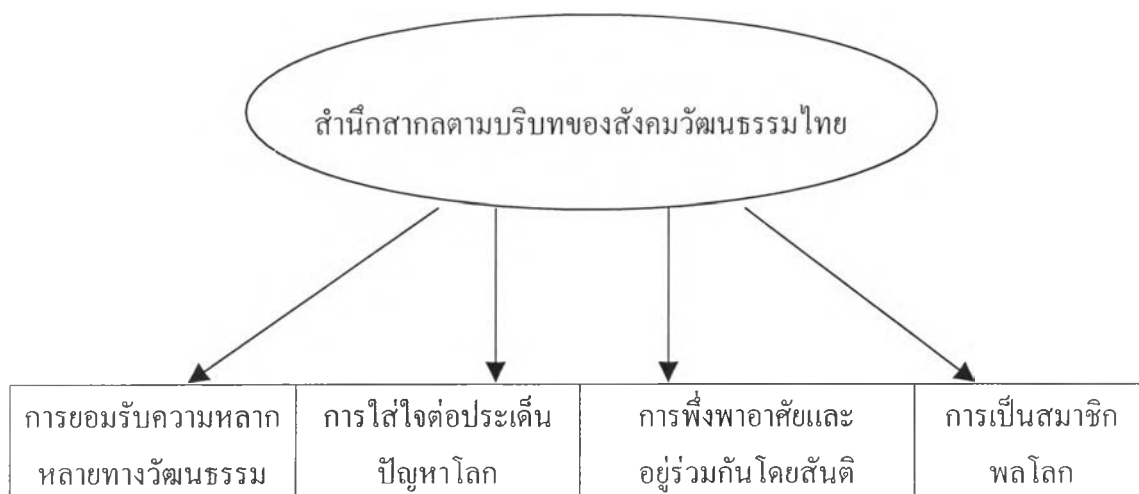 สำนึกสากลตามบริบทของสังคมวัฒนธรรมไทย
การยอมรับความหลาก
หลายทางวัฒนธรรม
การใส่ใจต่อประเด็น
ปัญหาโลก
การพึ่งพาอาศัยและ
อยู่ร่วมกันโดยสันติ
การเป็นสมาชิก
พลโลก